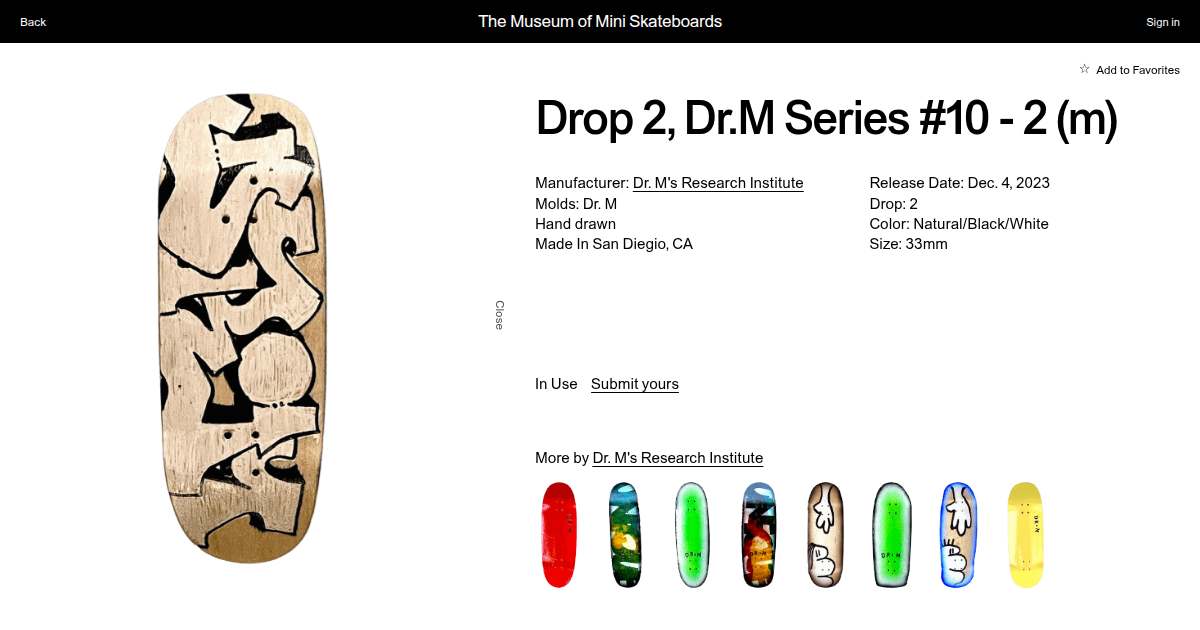 Back
The Museum of Mini Skateboards
Sign in
☆ Add to Favorites
Drop 2, Dr.M Series #10 - 2 (m)
Manufacturer: Dr. M's Research Institute
Molds: Dr. M
Hand drawn
Made In San Diegio, CA
Release Date: Dec. 4, 2023
Drop: 2
Color: Natural/Black/White
Size: 33mm
Close
In Use Submit yours
More by Dr. M's Research Institute